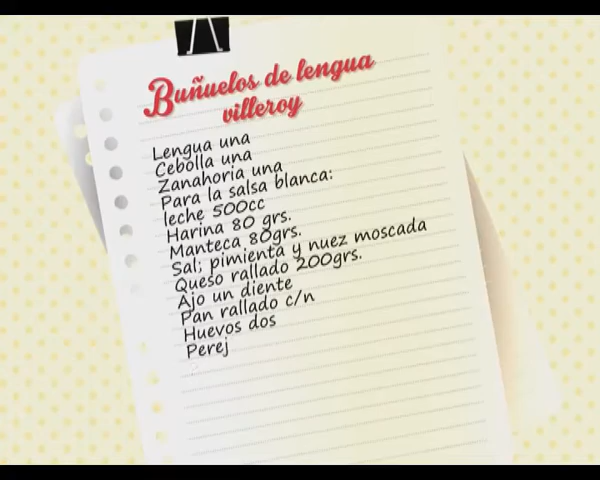 Buñuelos de lengua
villeroy
Lengua una
Cebolla una
Zanahoria una
Para la salsa blanca:
leche 500cc
Harina 80 grs.
Manteca 80grs.
Sal; pimienta y nuez moscada
Queso rallado 200grs.
Ajo un diente
Pan rallado c/n
Huevos dos
Perej